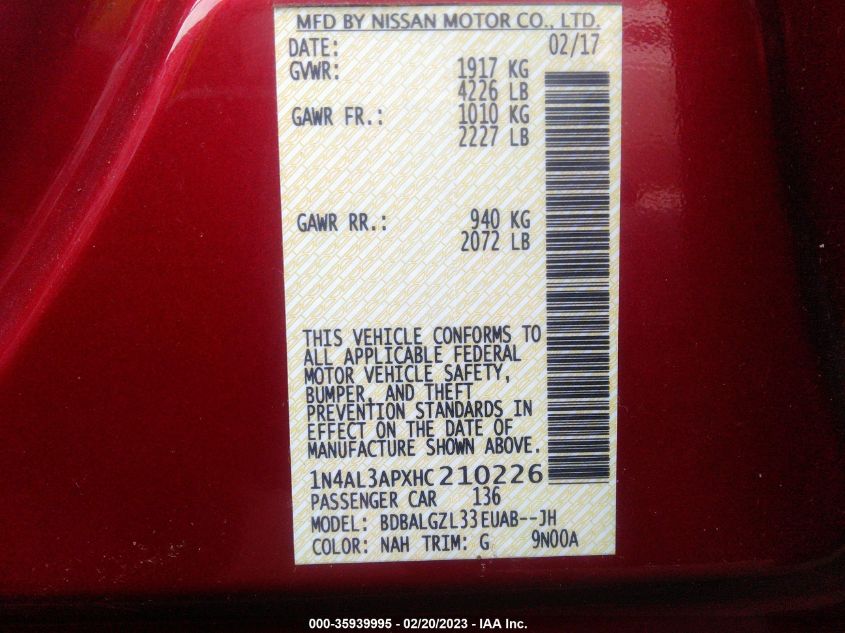 MFD BY NISSAN MOTOR CO., LTD.
DATE: 02/17
GVWR: 1917 KG
4226 LB
GAWR FR.: 1010 KG
2227 LB
GAWR RR.: 940 KG
2072 LB
THIS VEHICLE CONFORMS TO
ALL APPLICABLE FEDERAL
MOTOR VEHICLE SAFETY,
BUMPER, AND THEFT
PREVENTION STANDARDS IN
EFFECT ON THE DATE OF
MANUFACTURE SHOWN ABOVE.
1N4AL3APXHC210226
PASSENGER CAR 136
MODEL: BDBALGZL33EUAB--JH
COLOR: NAH TRIM: G 9N00A
000-35939995 — 02/20/2023 — IAA Inc.